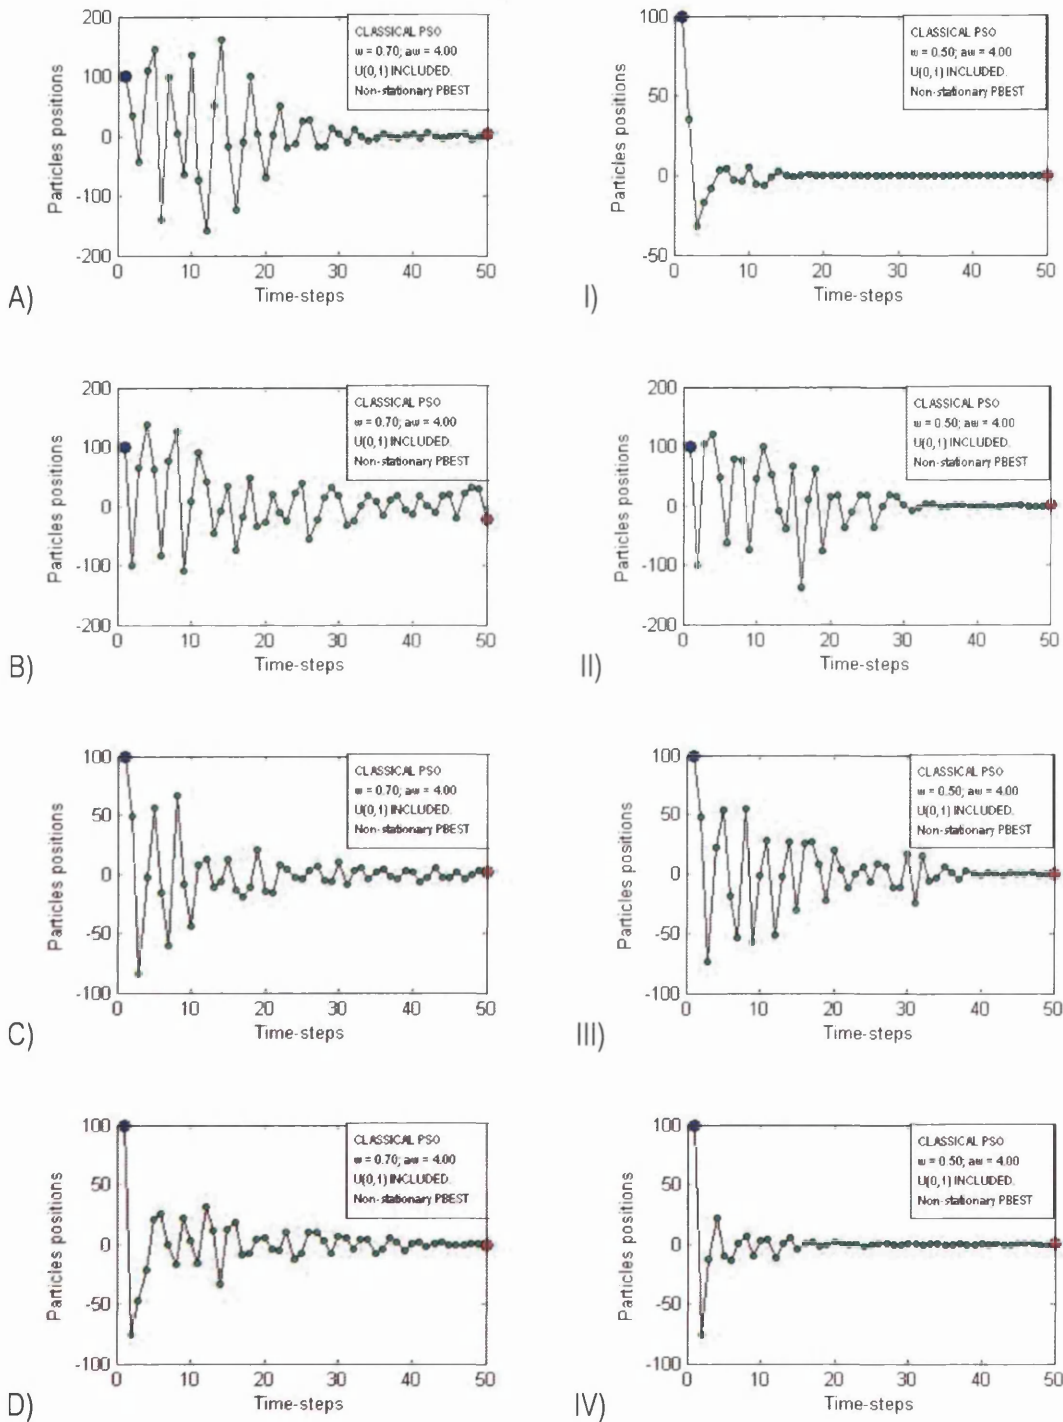 200
100
0
-100
-200
Particles positions
CLASSICAL PSO
w = 0.70; aw = 4.00
U(0,1) INCLUDED.
Non-stationary PBEST
0 10 20 30 40 50
Time-steps
A)
100
50
0
-50
Particles positions
CLASSICAL PSO
w = 0.50; aw = 4.00
U(0,1) INCLUDED.
Non-stationary PBEST
0 10 20 30 40 50
Time-steps
I)
200
100
0
-100
-200
Particles positions
CLASSICAL PSO
w = 0.70; aw = 4.00
U(0,1) INCLUDED.
Non-stationary PBEST
0 10 20 30 40 50
Time-steps
B)
200
100
0
-100
-200
Particles positions
CLASSICAL PSO
w = 0.50; aw = 4.00
U(0,1) INCLUDED.
Non-stationary PBEST
0 10 20 30 40 50
Time-steps
II)
100
50
0
-50
-100
Particles positions
CLASSICAL PSO
w = 0.70; aw = 4.00
U(0,1) INCLUDED.
Non-stationary PBEST
0 10 20 30 40 50
Time-steps
C)
100
50
0
-50
-100
Particles positions
CLASSICAL PSO
w = 0.50; aw = 4.00
U(0,1) INCLUDED.
Non-stationary PBEST
0 10 20 30 40 50
Time-steps
III)
100
50
0
-50
-100
Particles positions
CLASSICAL PSO
w = 0.70; aw = 4.00
U(0,1) INCLUDED.
Non-stationary PBEST
0 10 20 30 40 50
Time-steps
D)
100
50
0
-50
-100
Particles positions
CLASSICAL PSO
w = 0.50; aw = 4.00
U(0,1) INCLUDED.
Non-stationary PBEST
0 10 20 30 40 50
Time-steps
IV)